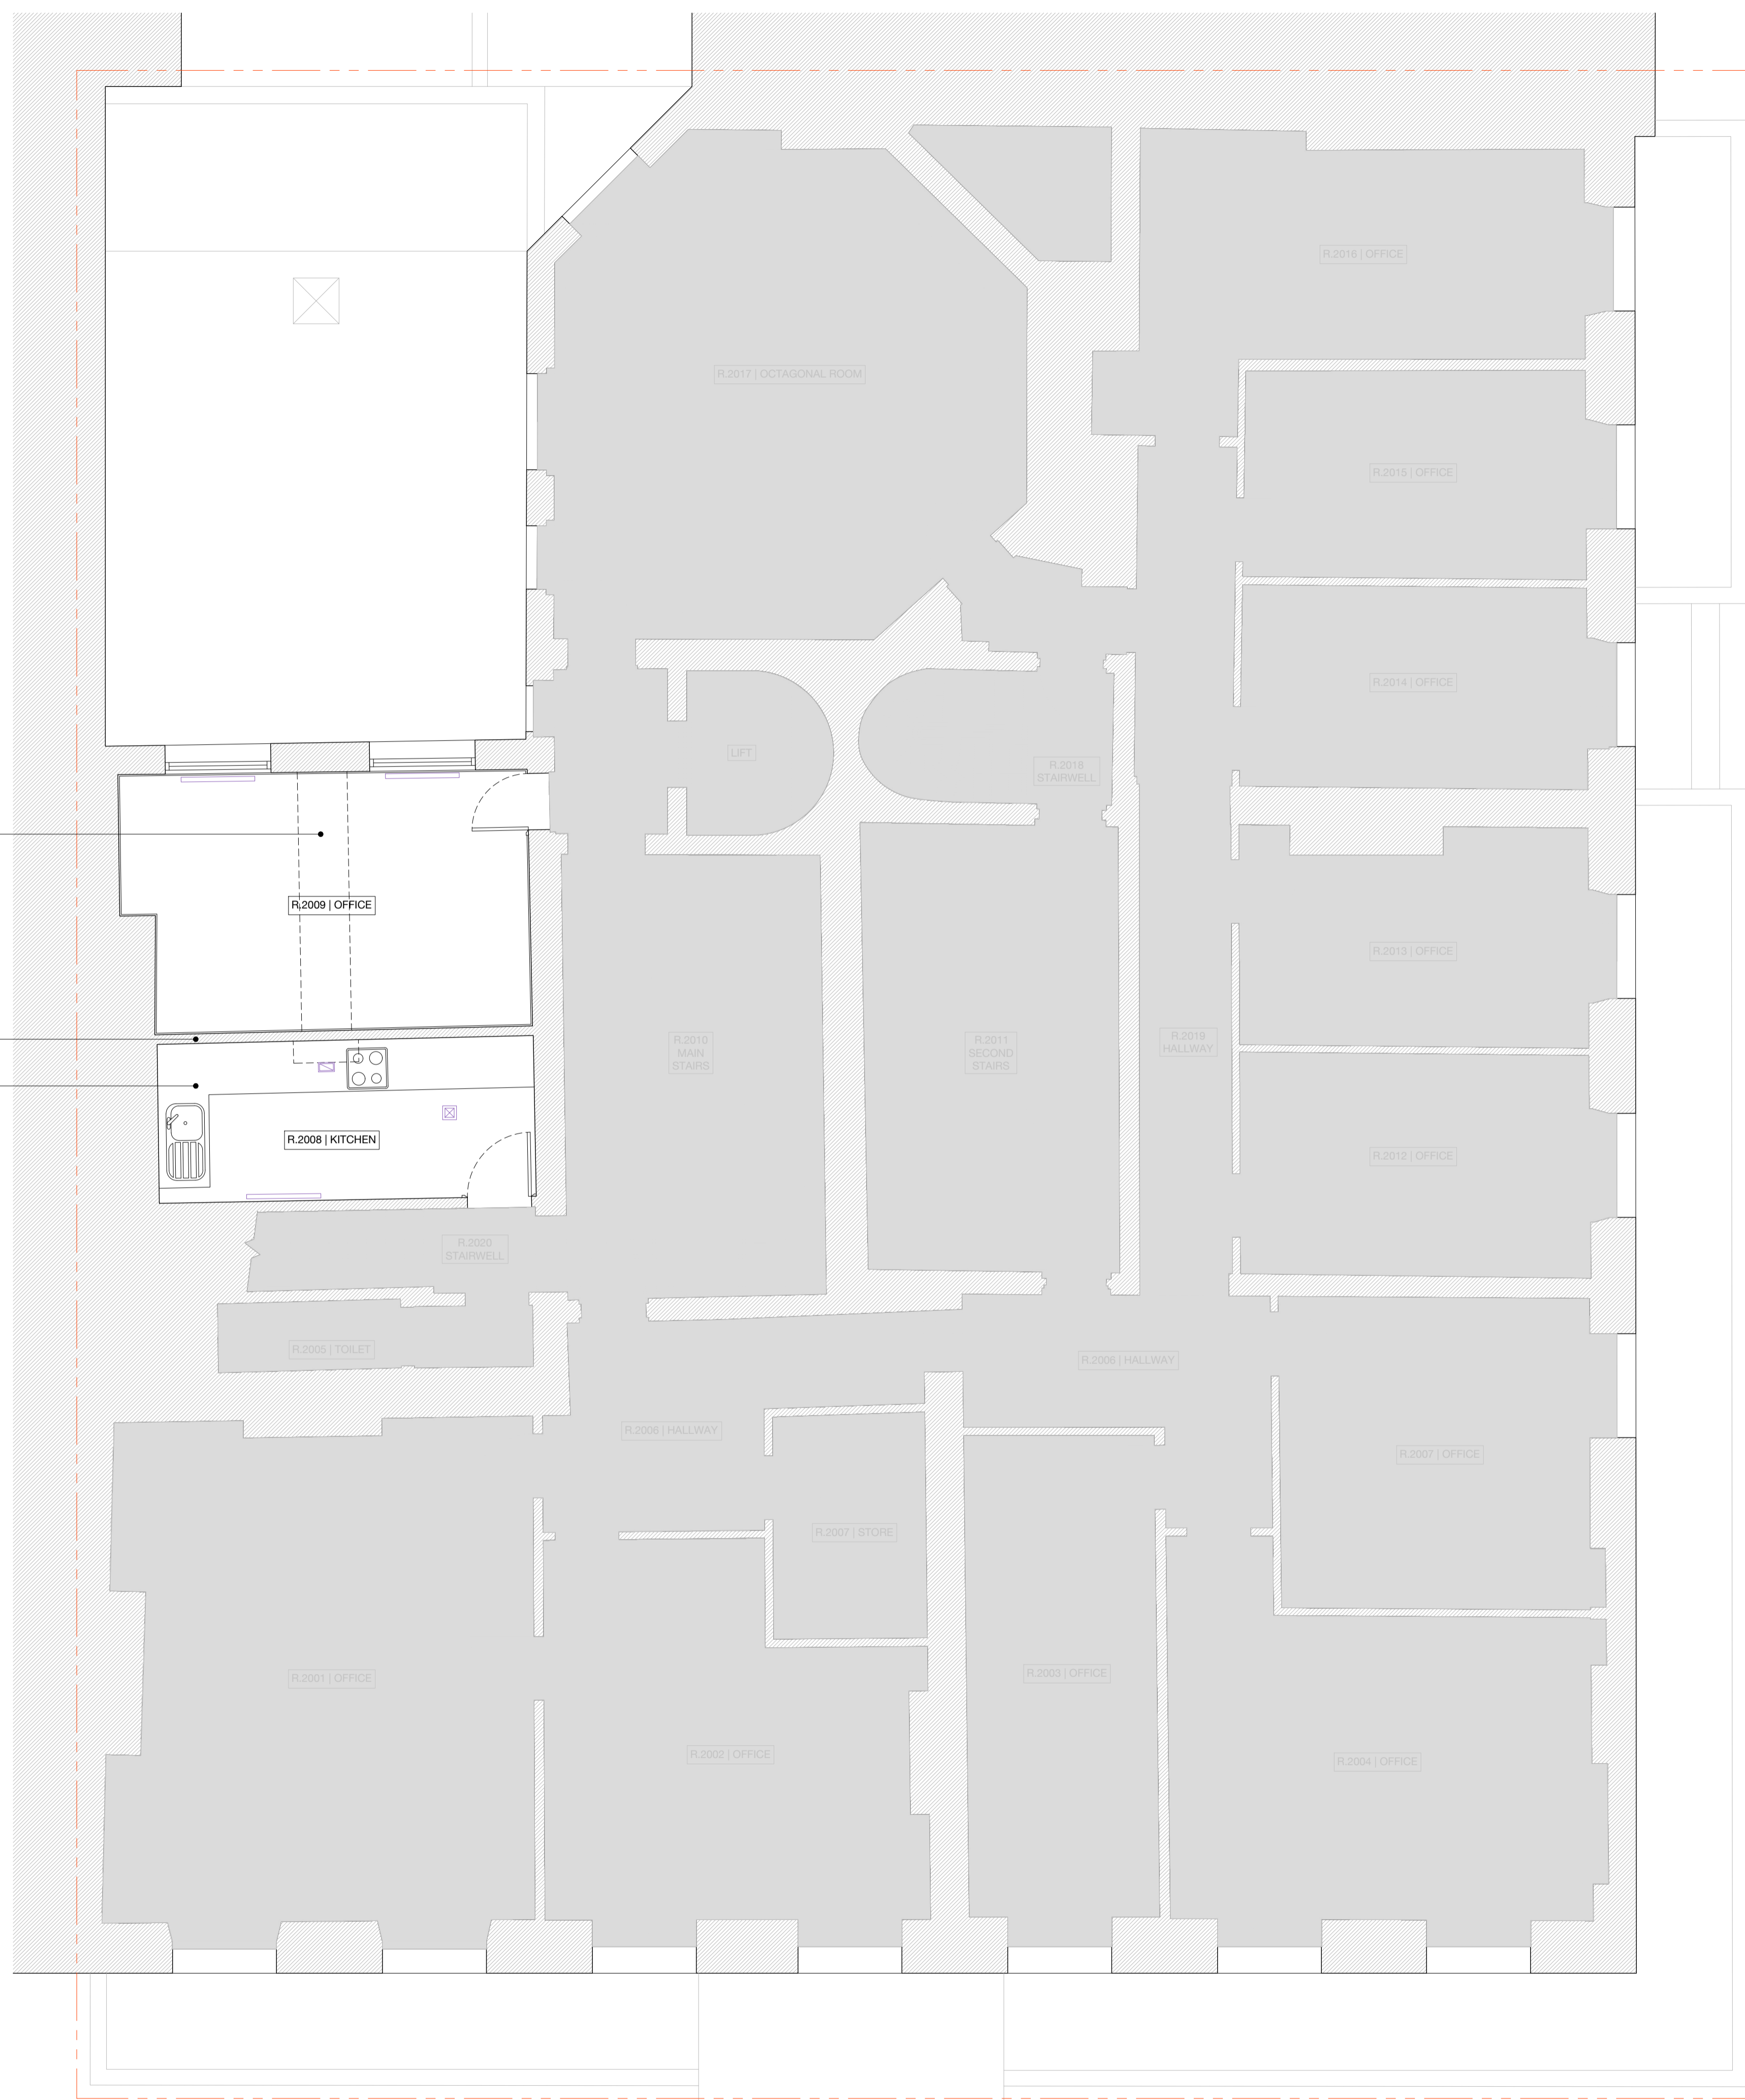 R.2016 | OFFICE
R.2017 | OCTAGONAL ROOM
R.2015 | OFFICE
R.2014 | OFFICE
LIFT
R.2018
STAIRWELL
R.2009 | OFFICE
R.2013 | OFFICE
R.2010
MAIN
STAIRS
R.2011
SECOND
STAIRS
R.2019
HALLWAY
R.2008 | KITCHEN
R.2012 | OFFICE
R.2020
STAIRWELL
R.2005 | TOILET
R.2006 | HALLWAY
R.2006 | HALLWAY
R.2007 | OFFICE
R.2007 | STORE
R.2003 | OFFICE
R.2001 | OFFICE
R.2002 | OFFICE
R.2004 | OFFICE